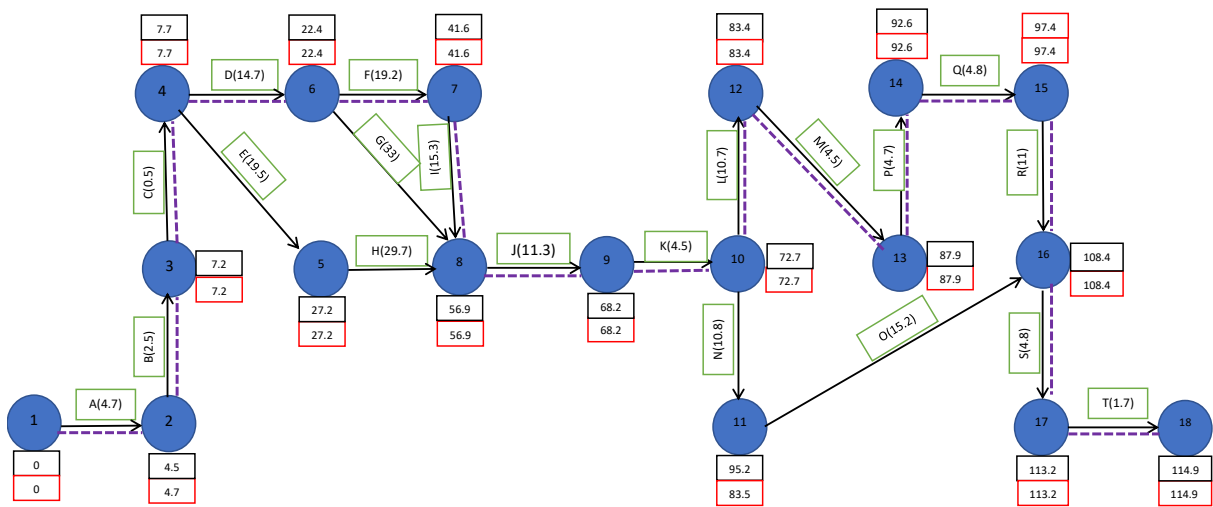 7.7
7.7
22.4
22.4
41.6
41.6
83.4
83.4
92.6
92.6
97.4
97.4
4
D(14.7)
6
F(19.2)
7
12
14
Q(4.8)
15
C(0.5)
E(19.5)
G(33)
I(15.3)
L(10.7)
M(4.5)
P(4.7)
R(11)
3
7.2
7.2
5
H(29.7)
8
J(11.3)
9
K(4.5)
10
72.7
72.7
13
87.9
87.9
16
108.4
108.4
27.2
27.2
56.9
56.9
68.2
68.2
B(2.5)
N(10.8)
O(15.2)
S(4.8)
1
A(4.7)
2
11
17
T(1.7)
18
0
0
4.5
4.7
95.2
83.5
113.2
113.2
114.9
114.9